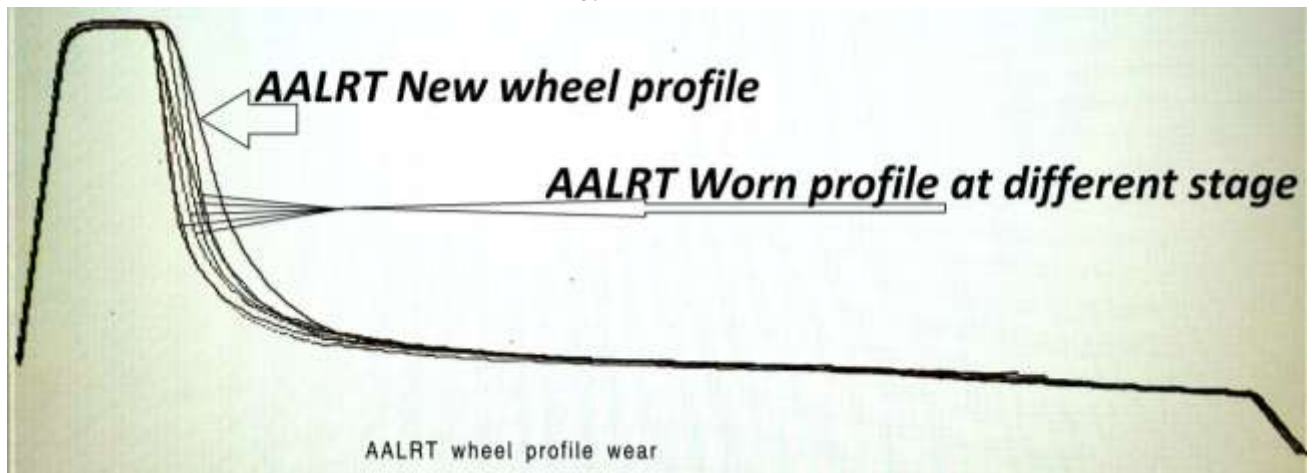 AALRT New wheel profile
AALRT Worn profile at different stage
AALRT wheel profile wear